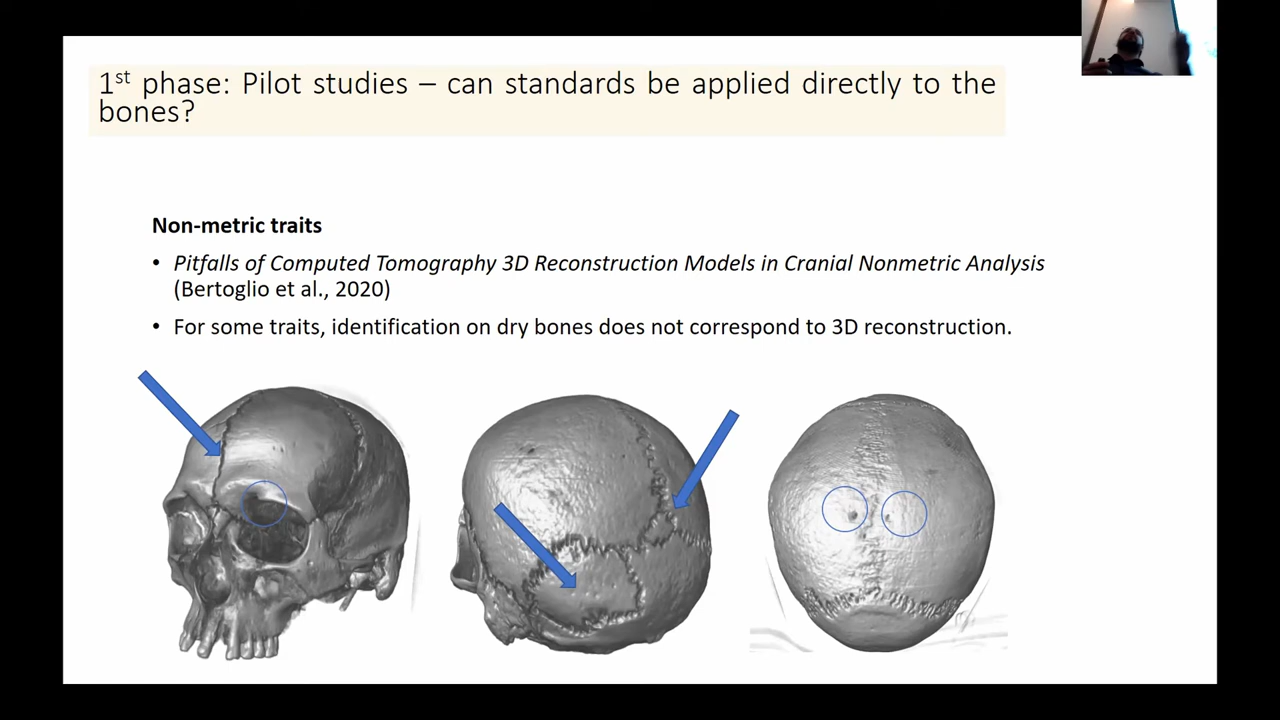 1st phase: Pilot studies – can standards be applied directly to the
bones?
Non-metric traits
• Pitfalls of Computed Tomography 3D Reconstruction Models in Cranial Nonmetric Analysis
(Bertoglio et al., 2020)
• For some traits, identification on dry bones does not correspond to 3D reconstruction.